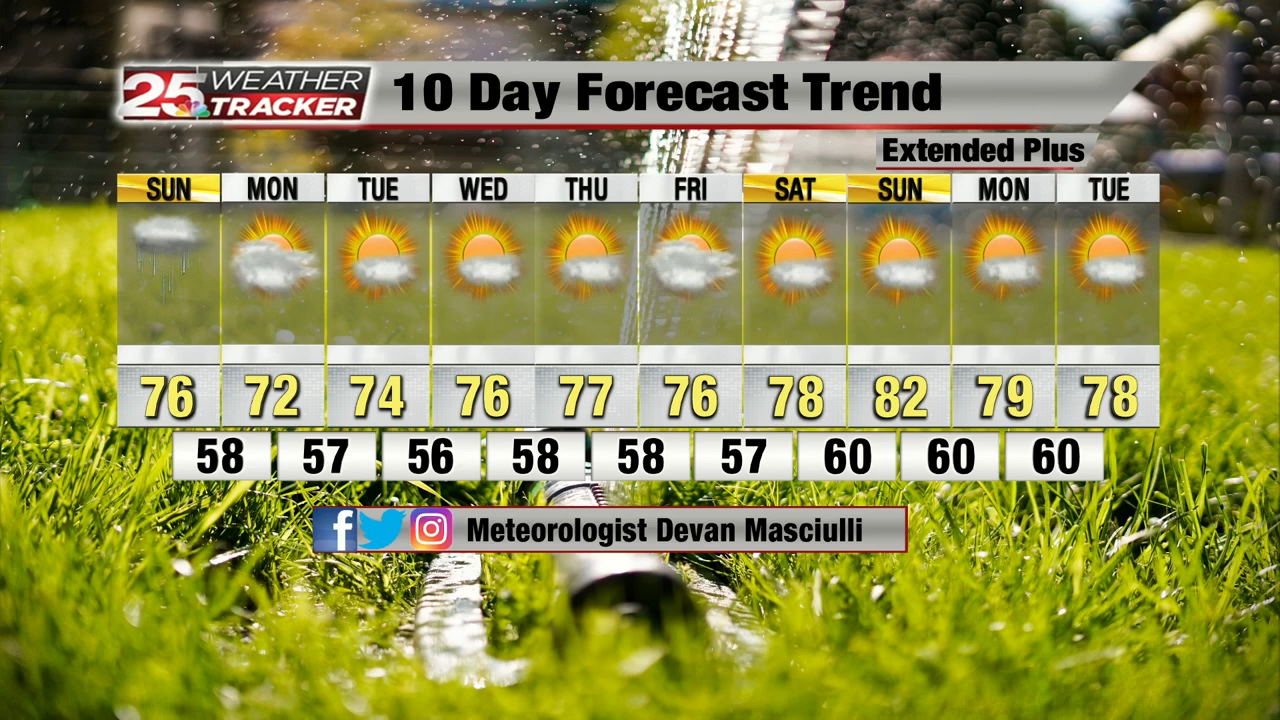 25 WEATHER TRACKER
10 Day Forecast Trend
Extended Plus
SUN MON TUE WED THU FRI SAT SUN MON TUE
76 72 74 76 77 76 78 82 79 78
58 57 56 58 58 57 60 60 60
Meteorologist Devan Masciulli